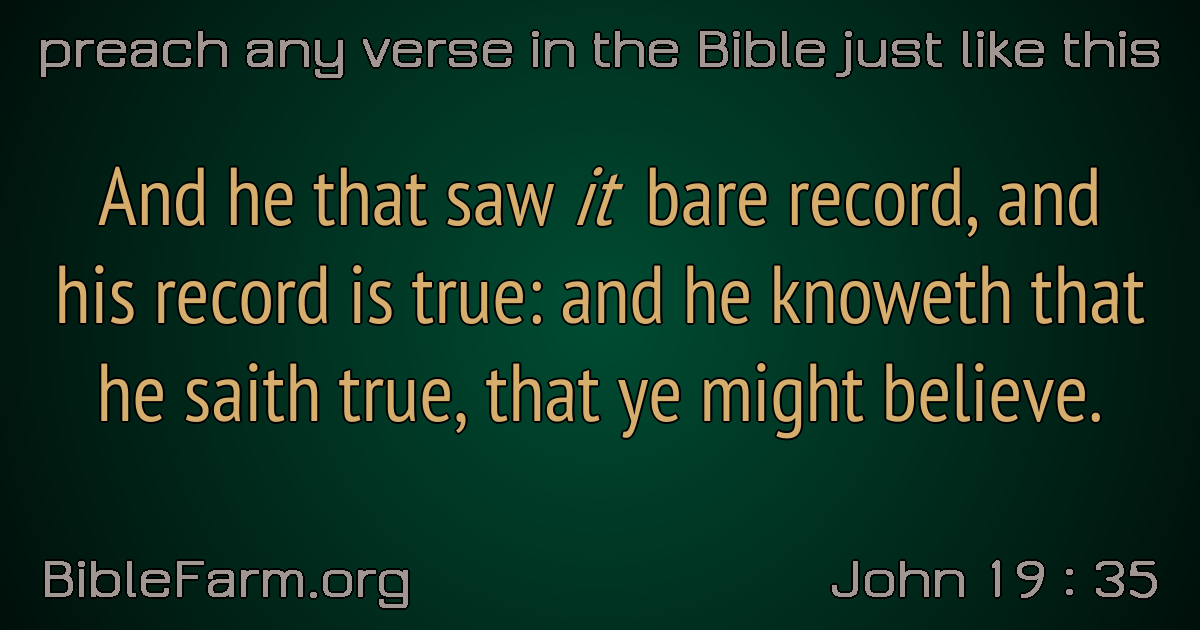 preach any verse in the Bible just like this
And he that saw it bare record, and
his record is true: and he knoweth that
he saith true, that ye might believe.
BibleFarm.org
John 19 : 35